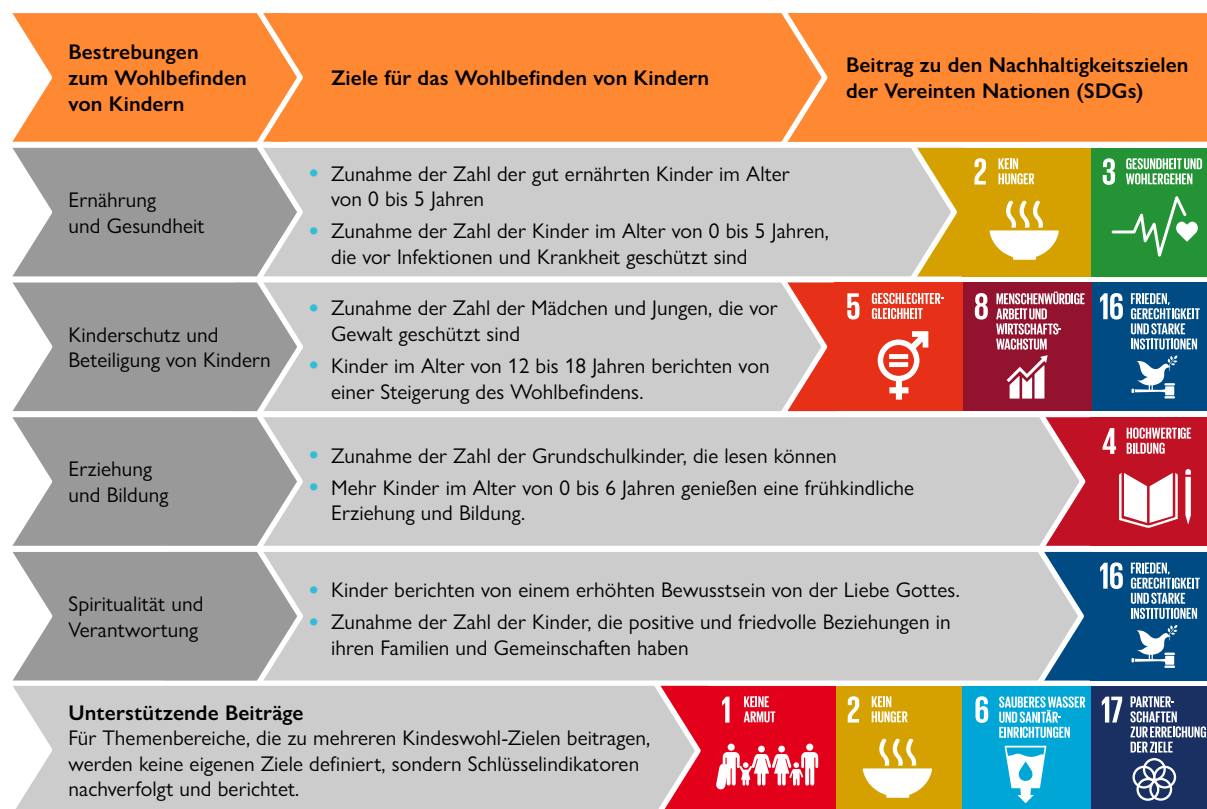 Bestrebungen
zum Wohlbefinden
von Kindern
Ziele für das Wohlbefinden von Kindern
Beitrag zu den Nachhaltigkeitszielen
der Vereinten Nationen (SDGs)
Ernährung
und Gesundheit
• Zunahme der Zahl der gut ernährten Kinder im Alter
von 0 bis 5 Jahren
• Zunahme der Zahl der Kinder im Alter von 0 bis 5 Jahren,
die vor Infektionen und Krankheit geschützt sind
2 KEIN
HUNGER
3 GESUNDHEIT UND
WOHLERGEHEN
Kinderschutz und
Beteiligung von Kindern
• Zunahme der Zahl der Mädchen und Jungen, die vor
Gewalt geschützt sind
• Kinder im Alter von 12 bis 18 Jahren berichten von
einer Steigerung des Wohlbefindens.
5 GESCHLECHTER-
GLEICHHEIT
8 MENSCHENWÜRDIGE
ARBEIT UND
WIRTSCHAFTS-
WACHSTUM
16 FRIEDEN,
GERECHTIGKEIT
UND STARKE
INSTITUTIONEN
Erziehung
und Bildung
• Zunahme der Zahl der Grundschulkinder, die lesen können
• Mehr Kinder im Alter von 0 bis 6 Jahren genießen eine frühkindliche
Erziehung und Bildung.
4 HOCHWERTIGE
BILDUNG
Spiritualität und
Verantwortung
• Kinder berichten von einem erhöhten Bewusstsein von der Liebe Gottes.
• Zunahme der Zahl der Kinder, die positive und friedvolle Beziehungen in
ihren Familien und Gemeinschaften haben
16 FRIEDEN,
GERECHTIGKEIT
UND STARKE
INSTITUTIONEN
Unterstützende Beiträge
Für Themenbereiche, die zu mehreren Kindeswohl-Zielen beitragen,
werden keine eigenen Ziele definiert, sondern Schlüsselindikatoren
nachverfolgt und berichtet.
1 KEINE
ARMUT
2 KEIN
HUNGER
6 SAUBERES WASSER
UND SANITÄR-
EINRICHTUNGEN
17 PARTNER-
SCHAFTEN
ZUR ERREICHUNG
DER ZIELE